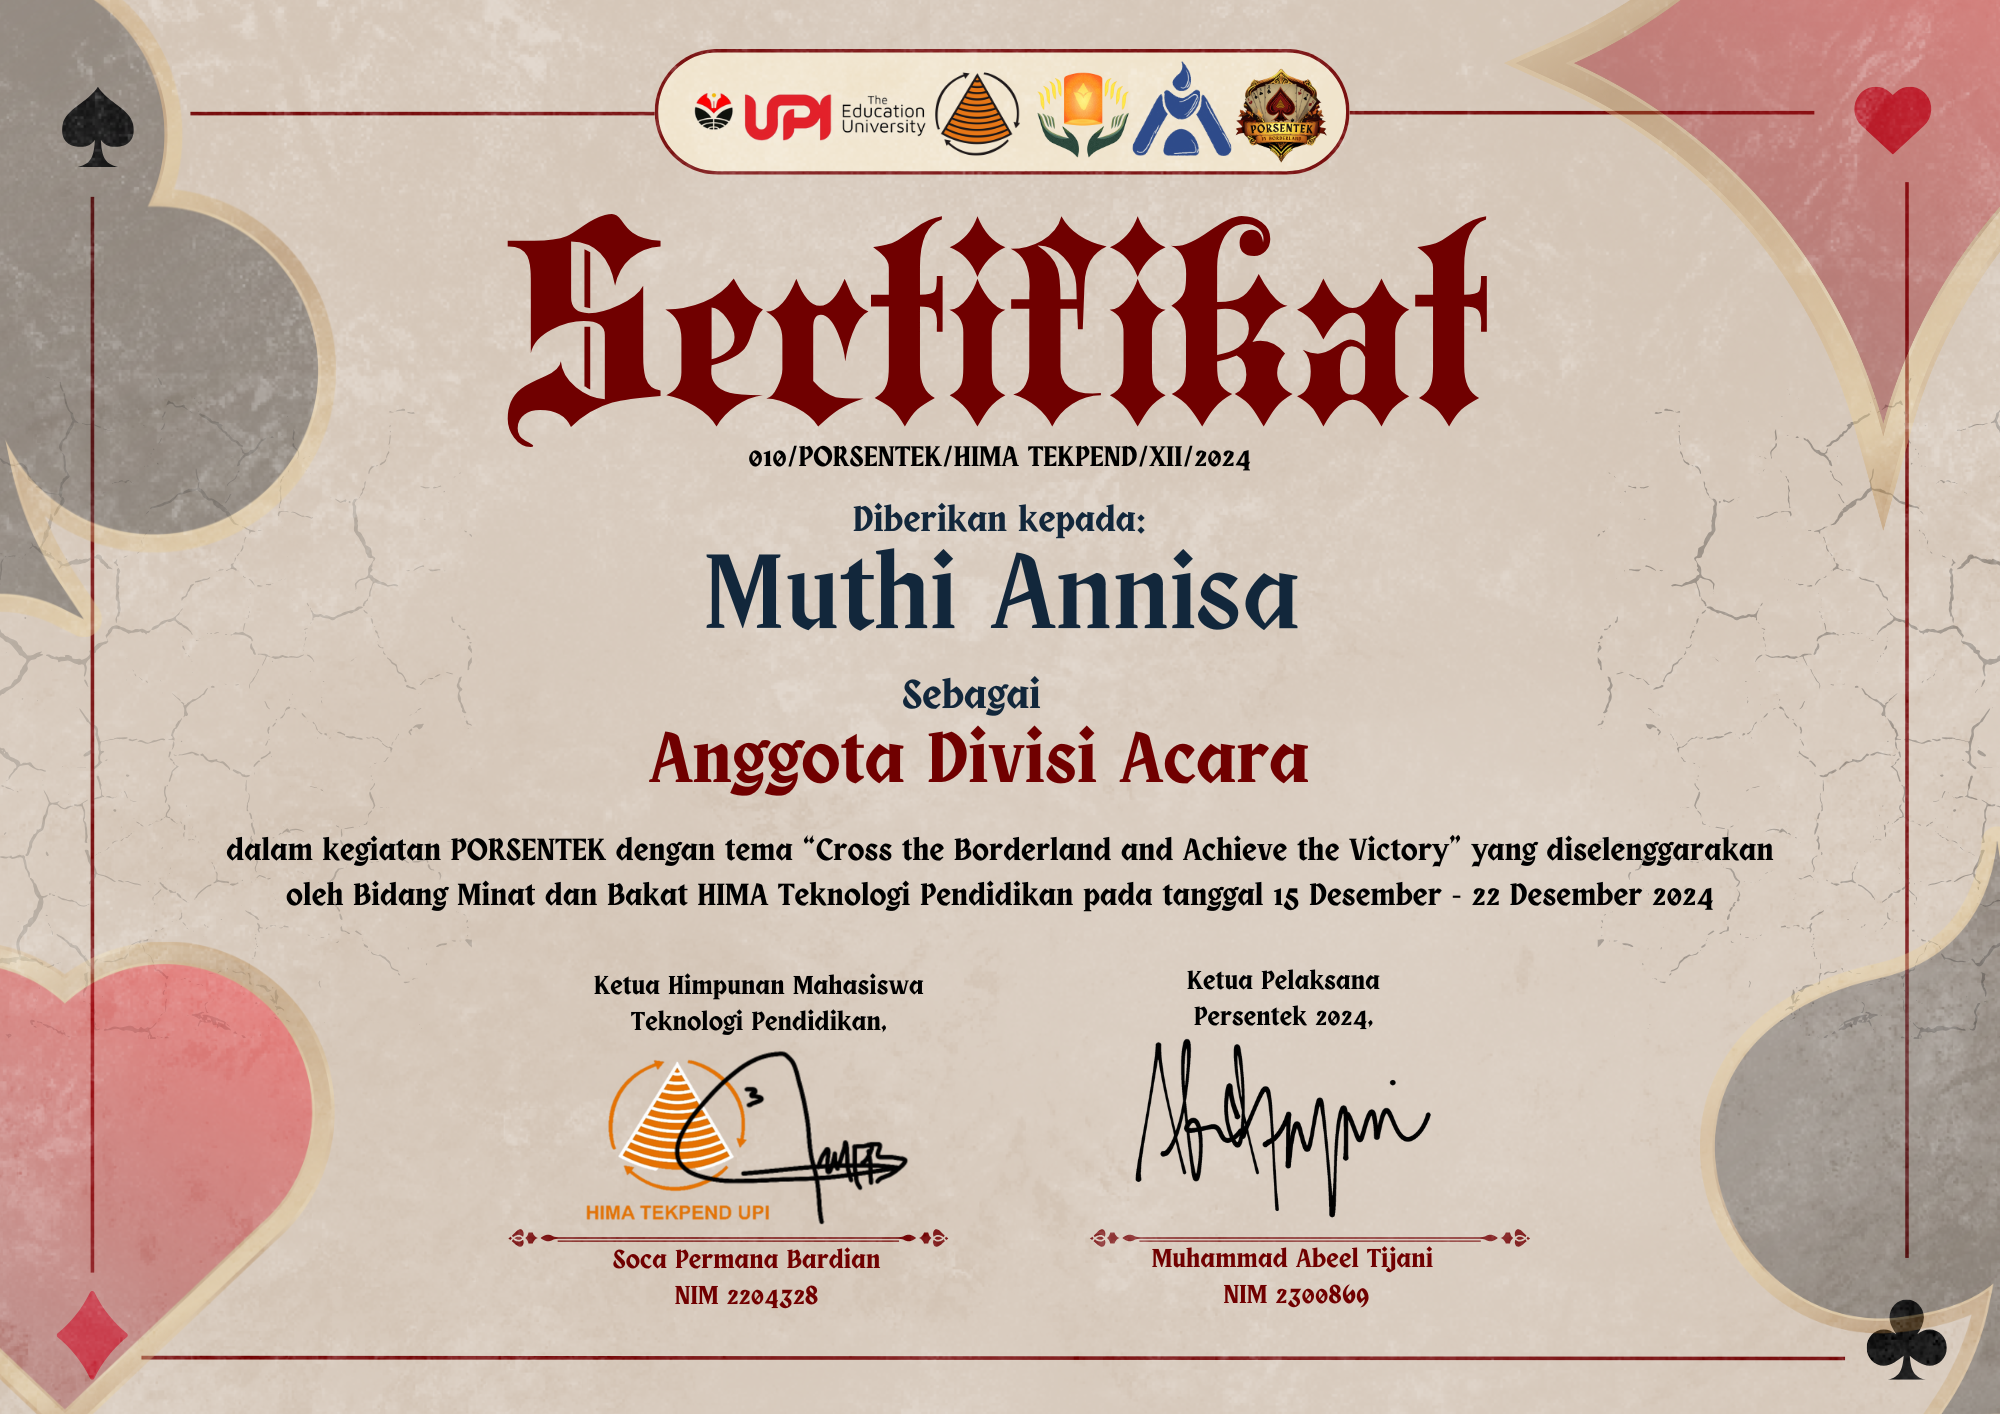 UPI The Education University
PORSENTEK
IN BORDERLAND
Sertifikat
010/PORSENTEK/HIMA TEKPEND/XII/2024
Diberikan kepada:
Muthi Annisa
Sebagai
Anggota Divisi Acara
dalam kegiatan PORSENTEK dengan tema “Cross the Borderland and Achieve the Victory” yang diselenggarakan
oleh Bidang Minat dan Bakat HIMA Teknologi Pendidikan pada tanggal 15 Desember - 22 Desember 2024
Ketua Himpunan Mahasiswa
Teknologi Pendidikan,
HIMA TEKPEND UPI
Soca Permana Bardian
NIM 2204328
Ketua Pelaksana
Persentek 2024,
Muhammad Abeel Tijani
NIM 2300869